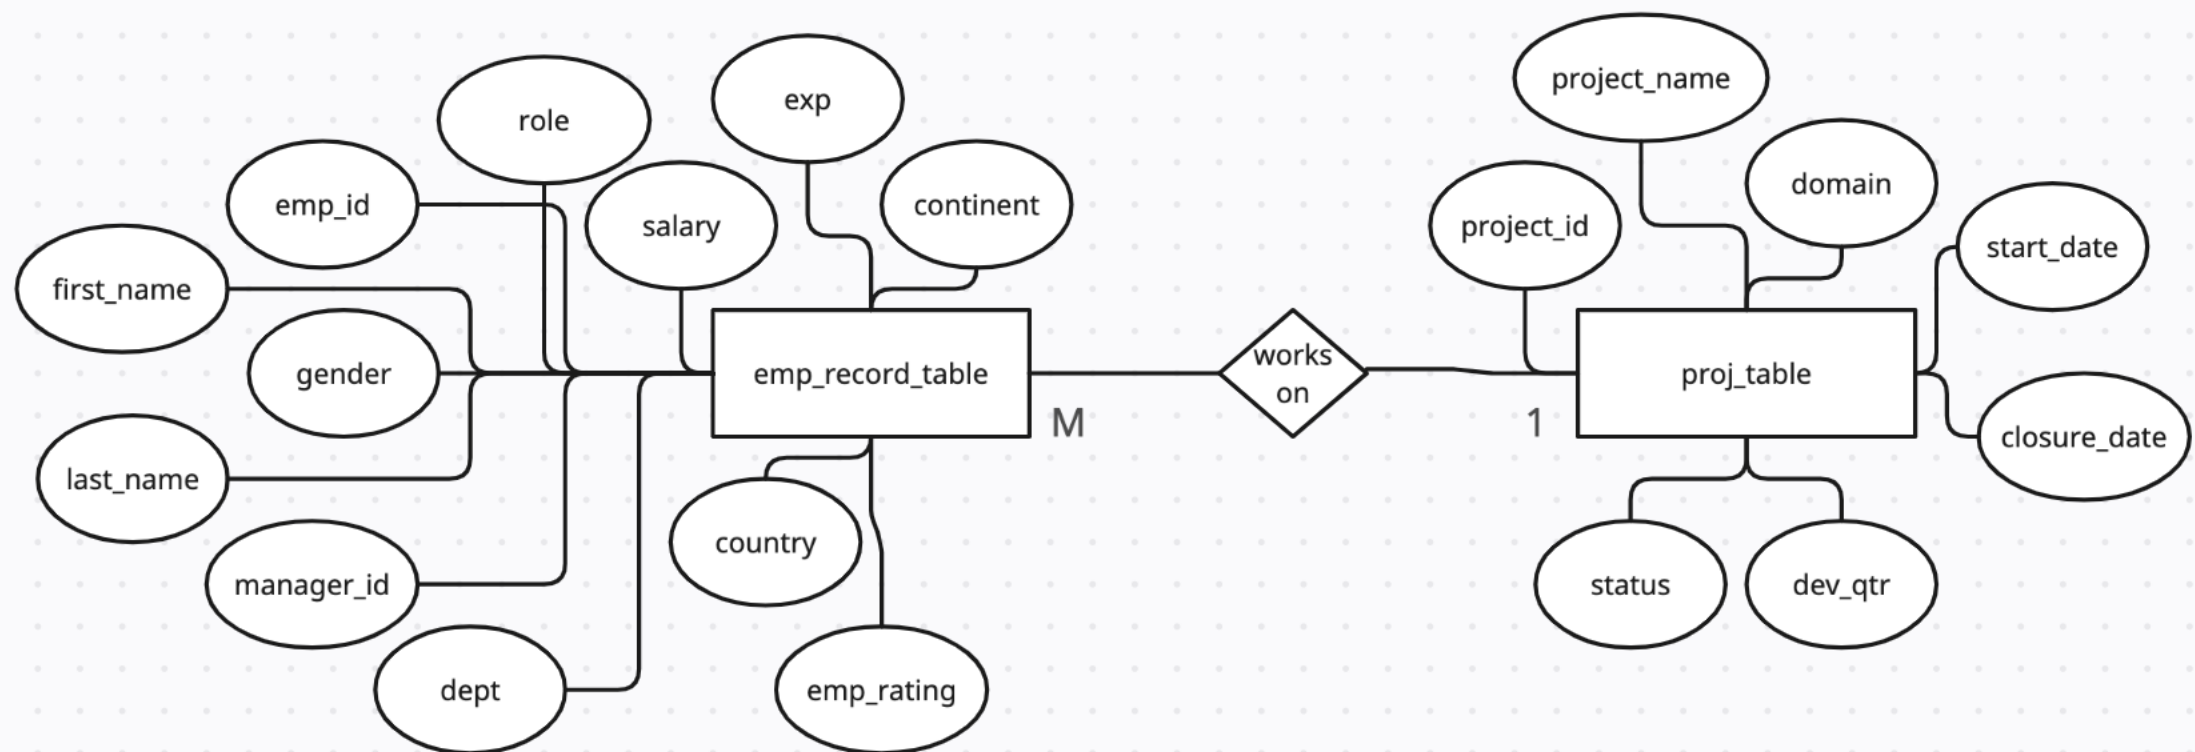 project_name
exp
role
domain
emp_id
continent
salary
project_id
start_date
first_name
works
on
gender
emp_record_table
proj_table
M
1
closure_date
last_name
country
manager_id
status
dev_qtr
dept
emp_rating